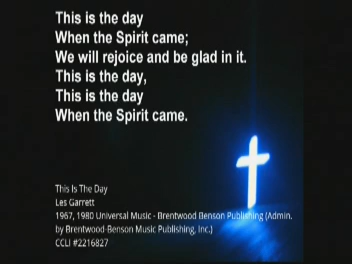 This is the day
When the Spirit came;
We will rejoice and be glad in it.
This is the day,
This is the day
When the Spirit came.
This Is The Day
Les Garrett
1967, 1980 Universal Music - Brentwood Benson Publishing (Admin.
by Brentwood-Benson Music Publishing, Inc.)
CCLI #2216827